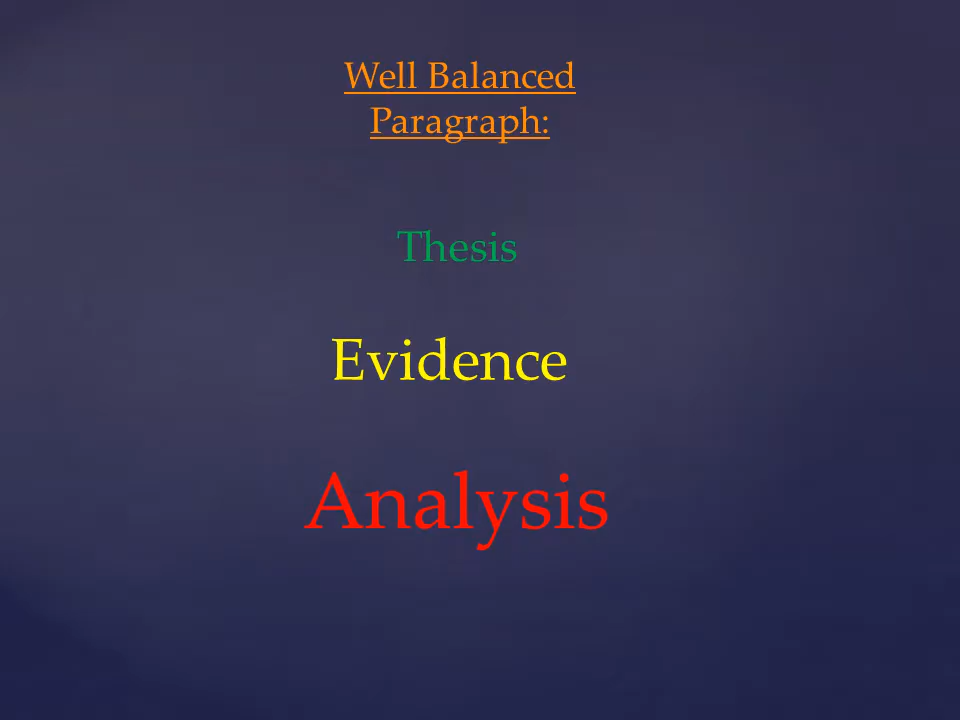 Well Balanced
Paragraph:
Thesis
Evidence
Analysis